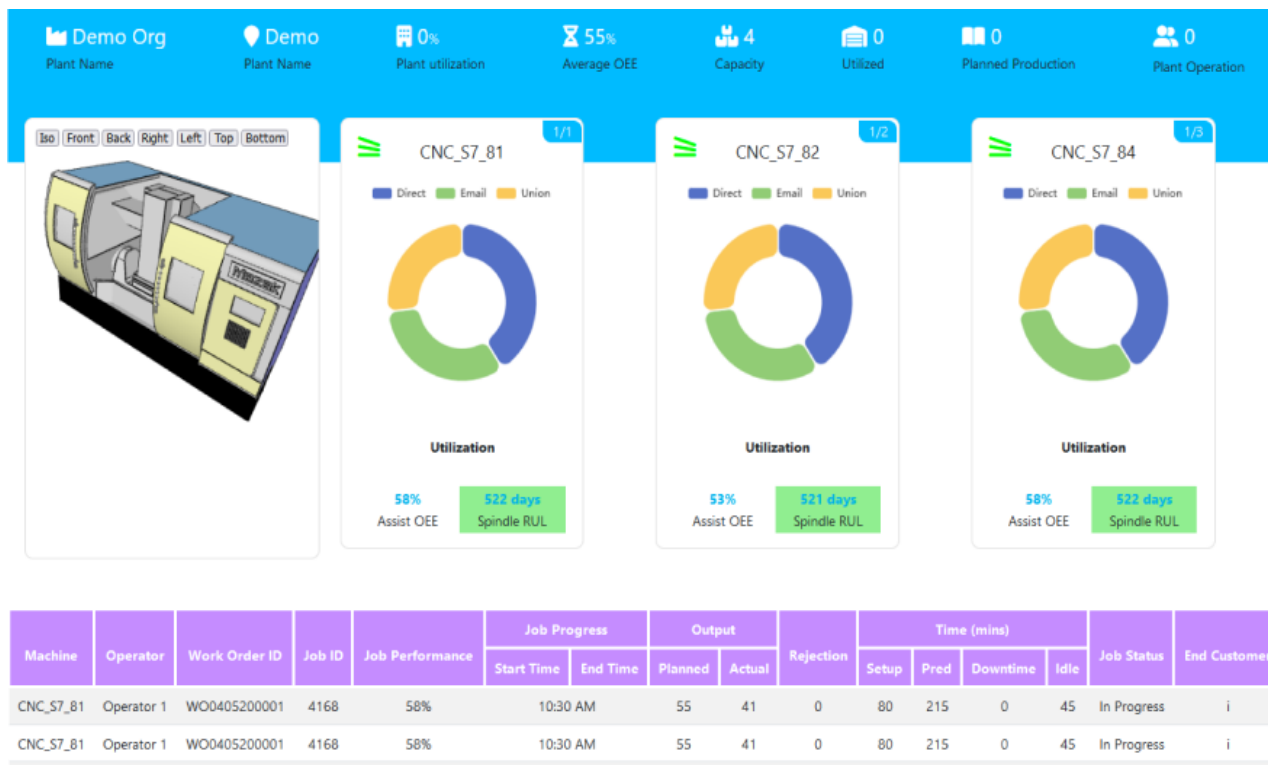 Demo Org Demo 0% 55% 4 0 0 0
Plant Name Plant Name Plant utilization Average OEE Capacity Utilized Planned Production Plant Operation
Iso Front Back Right Left Top Bottom
Mazak
1/1
CNC_S7_81
Direct Email Union
Utilization
58% 522 days
Assist OEE Spindle RUL
1/2
CNC_S7_82
Direct Email Union
Utilization
53% 521 days
Assist OEE Spindle RUL
1/3
CNC_S7_84
Direct Email Union
Utilization
58% 522 days
Assist OEE Spindle RUL
Job Progress Output Time (mins)
Machine Operator Work Order ID Job ID Job Performance Rejection Job Status End Customer
Start Time End Time Planned Actual Setup Pred Downtime Idle
CNC_S7_81 Operator 1 WO0405200001 4168 58% 10:30 AM 55 41 0 80 215 0 45 In Progress i
CNC_S7_81 Operator 1 WO0405200001 4168 58% 10:30 AM 55 41 0 80 215 0 45 In Progress i